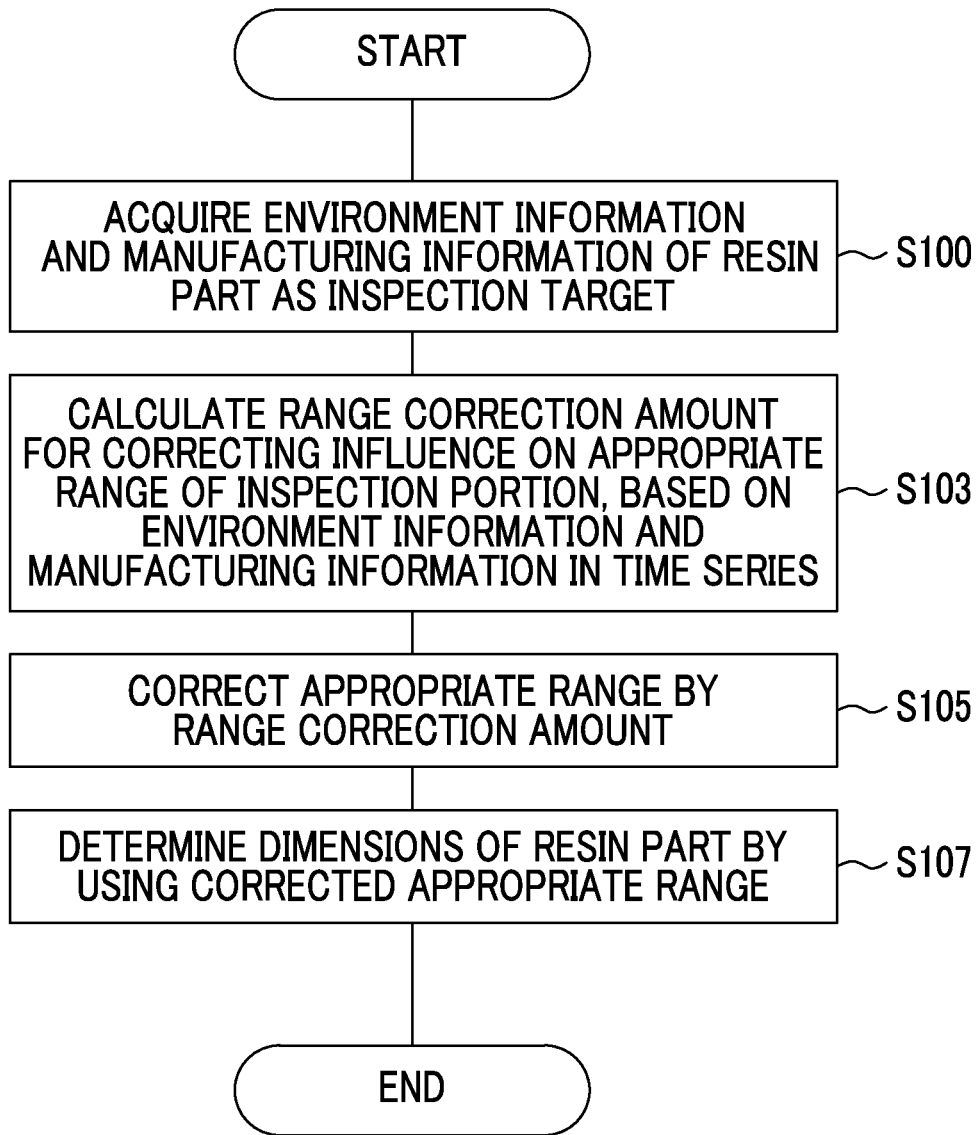 START
ACQUIRE ENVIRONMENT INFORMATION
AND MANUFACTURING INFORMATION OF RESIN
PART AS INSPECTION TARGET
S100
CALCULATE RANGE CORRECTION AMOUNT
FOR CORRECTING INFLUENCE ON APPROPRIATE
RANGE OF INSPECTION PORTION, BASED ON
ENVIRONMENT INFORMATION AND
MANUFACTURING INFORMATION IN TIME SERIES
S103
CORRECT APPROPRIATE RANGE BY
RANGE CORRECTION AMOUNT
S105
DETERMINE DIMENSIONS OF RESIN PART BY
USING CORRECTED APPROPRIATE RANGE
S107
END